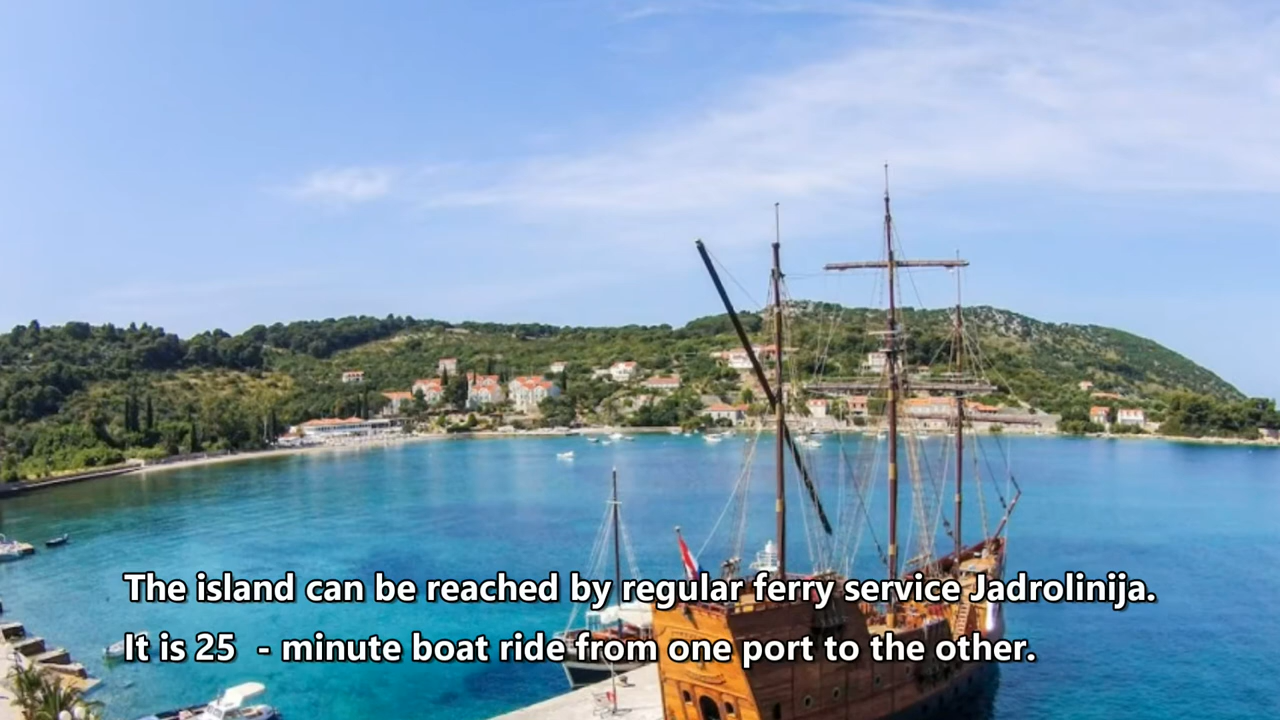 The island can be reached by regular ferry service Jadrolinija.
It is 25  - minute boat ride from one port to the other.